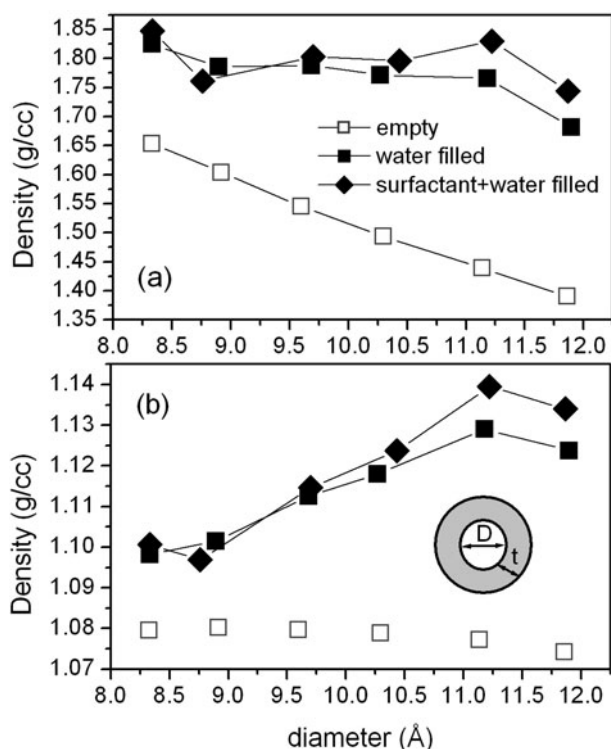 Density (g/cc)
1.85
1.80
1.75
1.70
1.65
1.60
1.55
1.50
1.45
1.40
1.35
empty
water filled
surfactant+water filled
(a)
8.0 8.5 9.0 9.5 10.0 10.5 11.0 11.5 12.0
Density (g/cc)
1.14
1.13
1.12
1.10
1.09
1.08
1.07
(b)
D
t
8.0 8.5 9.0 9.5 10.0 10.5 11.0 11.5 12.0
diameter (Å)